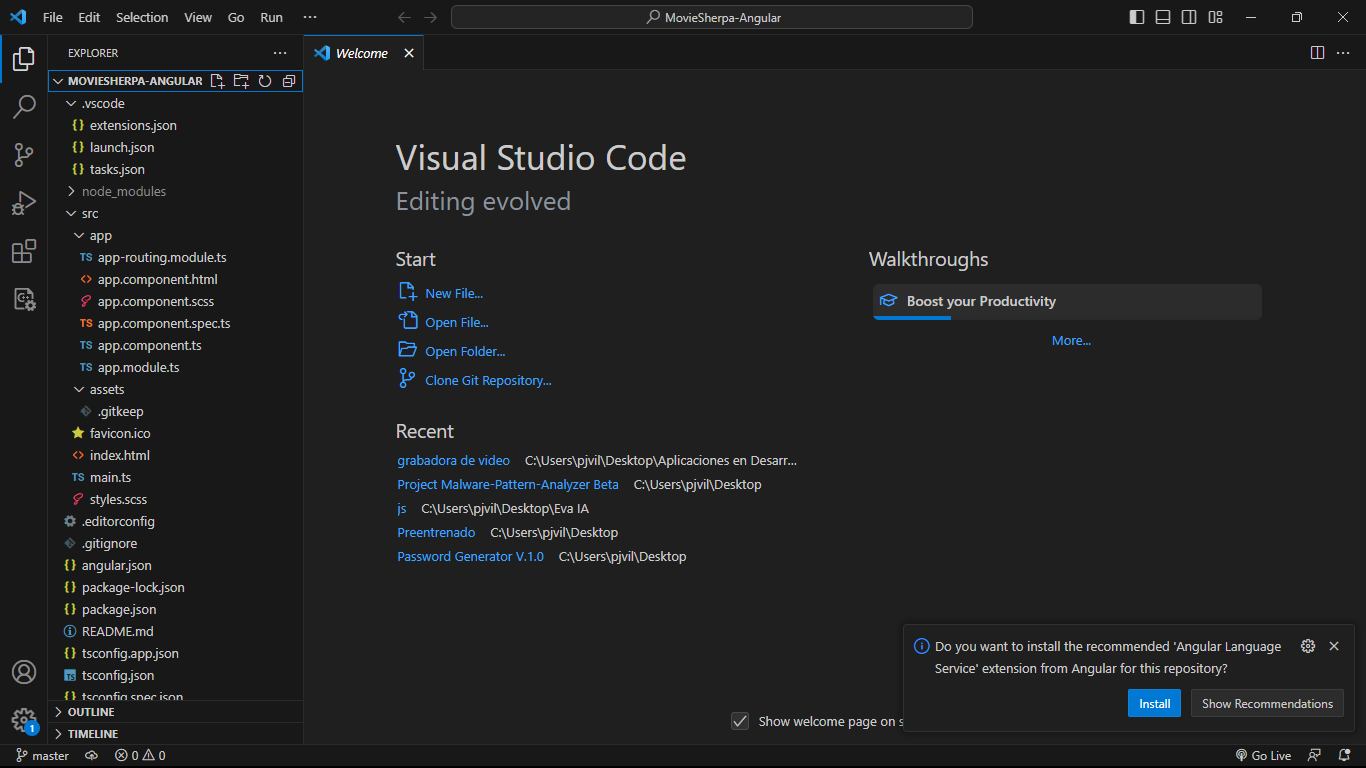 File Edit Selection View Go Run ··· MovieSherpa-Angular
EXPLORER ···
MOVIESHERPA-ANGULAR
.vscode
{} extensions.json
{} launch.json
{} tasks.json
node_modules
src
app
TS app-routing.module.ts
<> app.component.html
app.component.scss
TS app.component.spec.ts
TS app.component.ts
TS app.module.ts
assets
.gitkeep
favicon.ico
<> index.html
TS main.ts
styles.scss
.editorconfig
.gitignore
{} angular.json
{} package-lock.json
{} package.json
README.md
{} tsconfig.app.json
TS tsconfig.json
{} tsconfig.spec.json
OUTLINE
TIMELINE
Welcome
Visual Studio Code
Editing evolved
Start
New File...
Open File...
Open Folder...
Clone Git Repository...
Recent
grabadora de video C:\Users\pjvil\Desktop\Aplicaciones en Desarr...
Project Malware-Pattern-Analyzer Beta C:\Users\pjvil\Desktop
js C:\Users\pjvil\Desktop\Eva IA
Preentrenado C:\Users\pjvil\Desktop
Password Generator V.1.0 C:\Users\pjvil\Desktop
Walkthroughs
Boost your Productivity
More...
Show welcome page on s
Do you want to install the recommended 'Angular Language
Service' extension from Angular for this repository?
Install Show Recommendations
1
master 0 0 Go Live